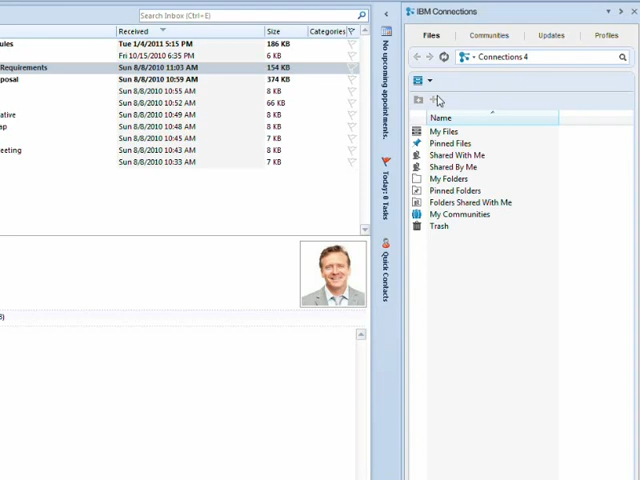 Search Inbox (Ctrl+E)
Received Size Categories
ules Tue 1/4/2011 5:15 PM 186 KB
Fri 10/15/2010 6:35 PM 6 KB
Requirements Sun 8/8/2010 11:03 AM 154 KB
posal Sun 8/8/2010 10:59 AM 374 KB
Sun 8/8/2010 10:55 AM 8 KB
Sun 8/8/2010 10:52 AM 66 KB
ative Sun 8/8/2010 10:49 AM 8 KB
ap Sun 8/8/2010 10:48 AM 8 KB
Sun 8/8/2010 10:45 AM 7 KB
eeting Sun 8/8/2010 10:43 AM 8 KB
Sun 8/8/2010 10:33 AM 7 KB
3)
No upcoming appointments.
Today: 8 Tasks
Quick Contacts
IBM Connections
Files Communities Updates Profiles
Connections 4
Name
My Files
Pinned Files
Shared With Me
Shared By Me
My Folders
Pinned Folders
Folders Shared With Me
My Communities
Trash